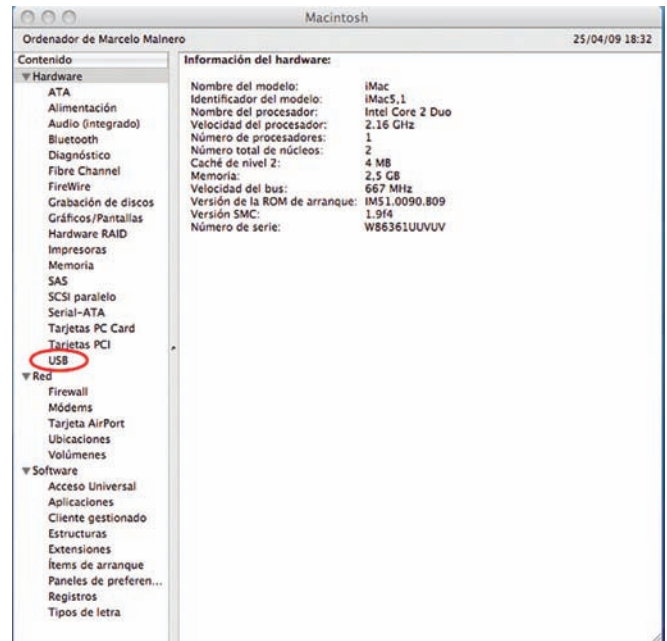 Macintosh
Ordenador de Marcelo Malnero 25/04/09 18:32
Contenido
Hardware
ATA
Alimentación
Audio (integrado)
Bluetooth
Diagnóstico
Fibre Channel
FireWire
Grabación de discos
Gráficos/Pantallas
Hardware RAID
Impresoras
Memoria
SAS
SCSI paralelo
Serial-ATA
Tarjetas PC Card
Tarjetas PCI
USB
Red
Firewall
Módems
Tarjeta AirPort
Ubicaciones
Volúmenes
Software
Acceso Universal
Aplicaciones
Cliente gestionado
Estructuras
Extensiones
Ítems de arranque
Paneles de preferen...
Registros
Tipos de letra
Información del hardware:
Nombre del modelo: iMac
Identificador del modelo: iMac5,1
Nombre del procesador: Intel Core 2 Duo
Velocidad del procesador: 2.16 GHz
Número de procesadores: 1
Número total de núcleos: 2
Caché de nivel 2: 4 MB
Memoria: 2,5 GB
Velocidad del bus: 667 MHz
Versión de la ROM de arranque: IM51.0090.B09
Versión SMC: 1.9f4
Número de serie: W86361UUVUV